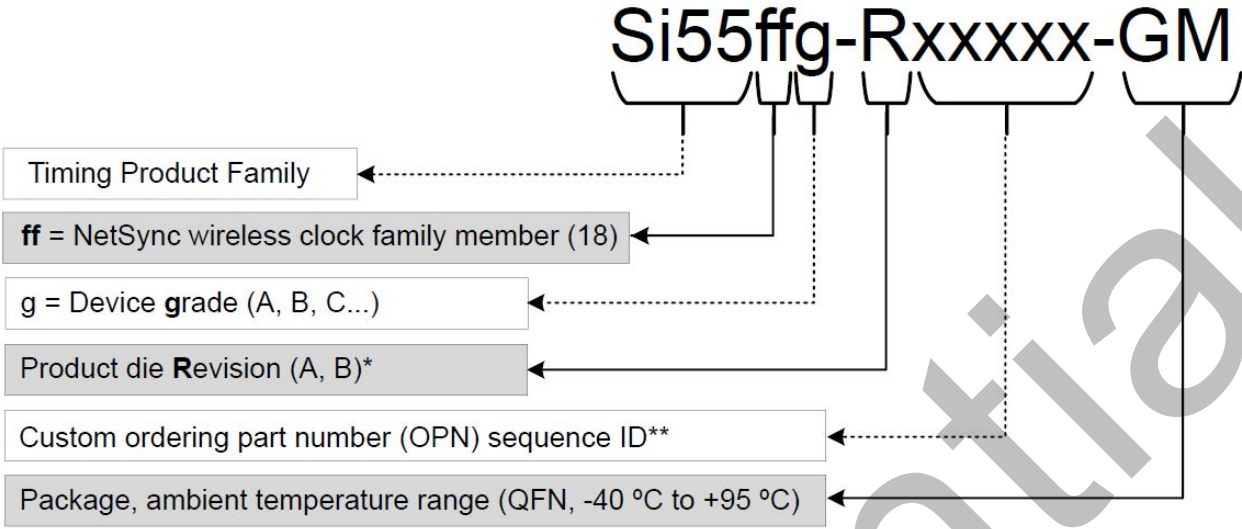 Si55ffg-Rxxxxx-GM
Timing Product Family
ff = NetSync wireless clock family member (18)
g = Device grade (A, B, C...)
Product die Revision (A, B)*
Custom ordering part number (OPN) sequence ID**
Package, ambient temperature range (QFN, -40 ºC to +95 ºC)
ntial